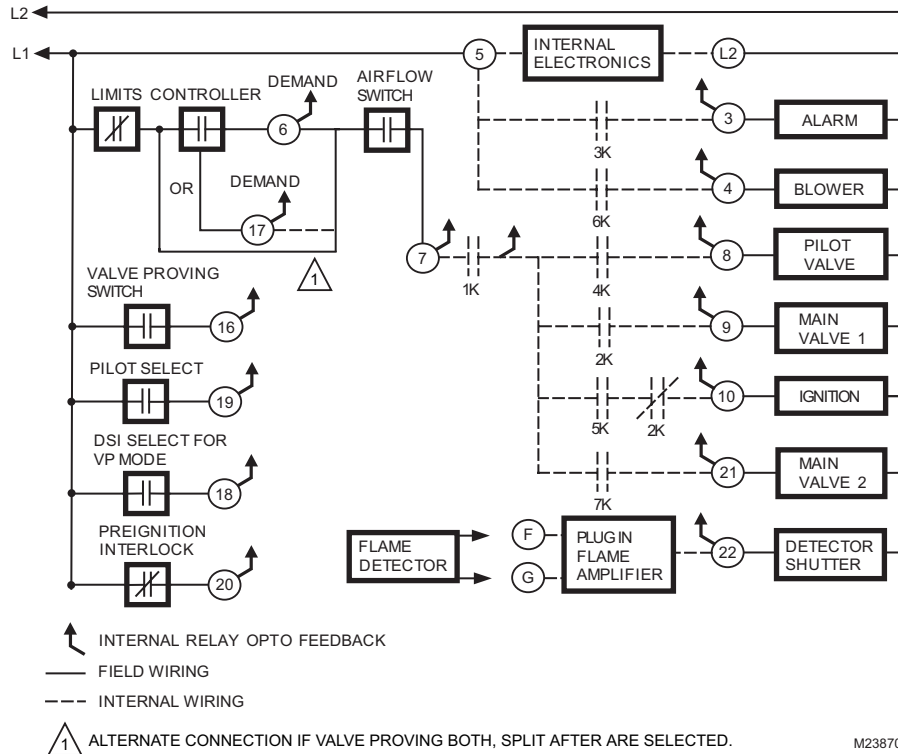 L2
L1
5
INTERNAL
ELECTRONICS
L2
LIMITS CONTROLLER
DEMAND
AIRFLOW
SWITCH
6
3K
3
ALARM
OR
DEMAND
17
6K
4
BLOWER
1
7
1K
4K
8
PILOT
VALVE
VALVE PROVING
SWITCH
16
2K
9
MAIN
VALVE 1
PILOT SELECT
19
5K
2K
10
IGNITION
DSI SELECT FOR
VP MODE
18
7K
21
MAIN
VALVE 2
PREIGNITION
INTERLOCK
20
FLAME
DETECTOR
F
G
PLUGIN
FLAME
AMPLIFIER
22
DETECTOR
SHUTTER
INTERNAL RELAY OPTO FEEDBACK
FIELD WIRING
INTERNAL WIRING
1 ALTERNATE CONNECTION IF VALVE PROVING BOTH, SPLIT AFTER ARE SELECTED.
M23870